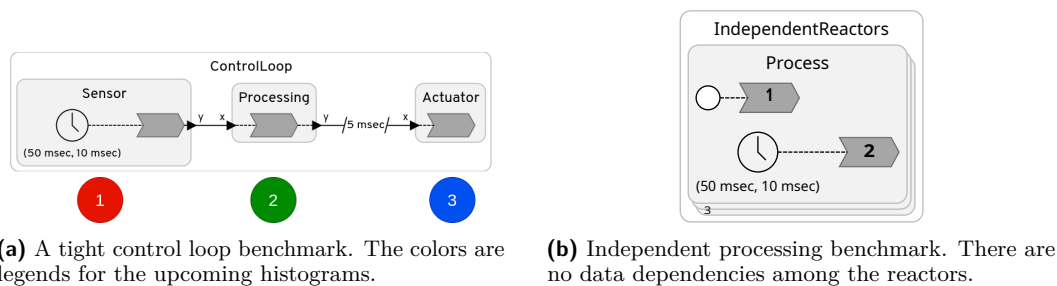 ControlLoop
Sensor
Processing
Actuator
y
x
y
5 msec
x
(50 msec, 10 msec)
1
2
3
(a) A tight control loop benchmark. The colors are
legends for the upcoming histograms.
IndependentReactors
Process
1
2
(50 msec, 10 msec)
3
(b) Independent processing benchmark. There are
no data dependencies among the reactors.